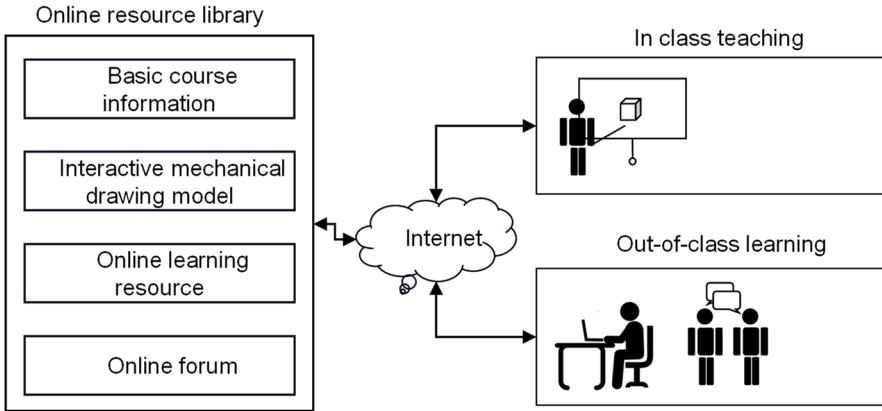 Online resource library
Basic course
information
Interactive mechanical
drawing model
Online learning
resource
Online forum
Internet
In class teaching
Out-of-class learning